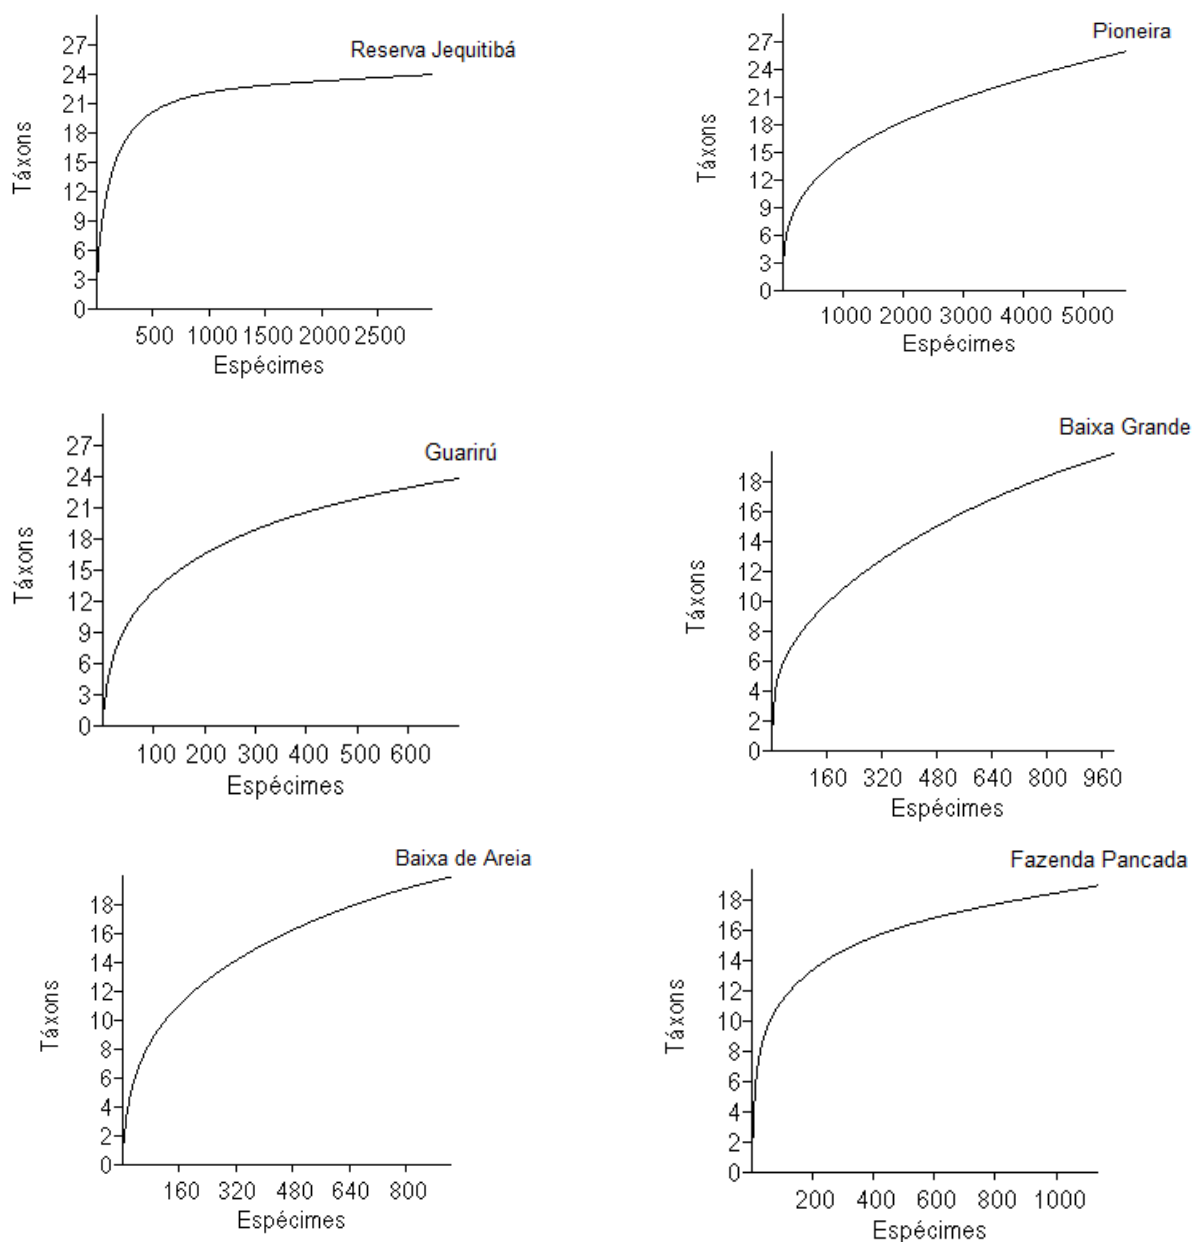 Reserva Jequitibá
27
24
21
18
15
12
9
6
3
0
Táxons
500 1000 1500 2000 2500
Espécimes
Pioneira
27
24
21
18
15
12
9
6
3
0
Táxons
1000 2000 3000 4000 5000
Espécimes
Guarirú
27
24
21
18
15
12
9
6
3
0
Táxons
100 200 300 400 500 600
Espécimes
Baixa Grande
18
16
14
12
10
8
6
4
2
0
Táxons
160 320 480 640 800 960
Espécimes
Baixa de Areia
18
16
14
12
10
8
6
4
2
0
Táxons
160 320 480 640 800
Espécimes
Fazenda Pancada
18
16
14
12
10
8
6
4
2
0
Táxons
200 400 600 800 1000
Espécimes